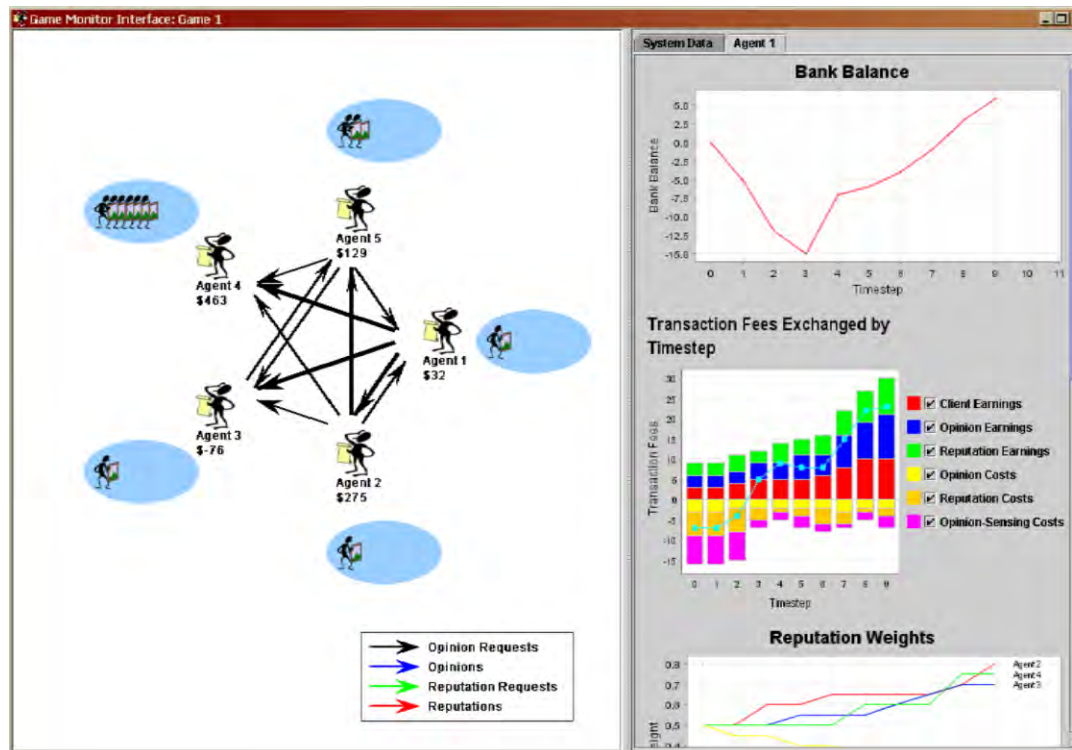 Game Monitor Interface: Game 1
Agent 5
$129
Agent 4
$463
Agent 1
$32
Agent 3
$-76
Agent 2
$275
Opinion Requests
Opinions
Reputation Requests
Reputations
System Data
Agent 1
Bank Balance
Bank Balance
5.0
2.5
0.0
-2.5
-5.0
-7.5
-10.0
-12.5
-15.0
0 1 2 3 4 5 6 7 8 9 10 11
Timestep
Transaction Fees Exchanged by
Timestep
Transaction Fees
30
25
20
15
10
5
0
-5
-10
-15
0 1 2 3 4 5 6 7 8 9
Timestep
Client Earnings
Opinion Earnings
Reputation Earnings
Opinion Costs
Reputation Costs
Opinion-Sensing Costs
Reputation Weights
0.8
0.7
0.6
0.5
0.4
Agent2
Agent4
Agent3